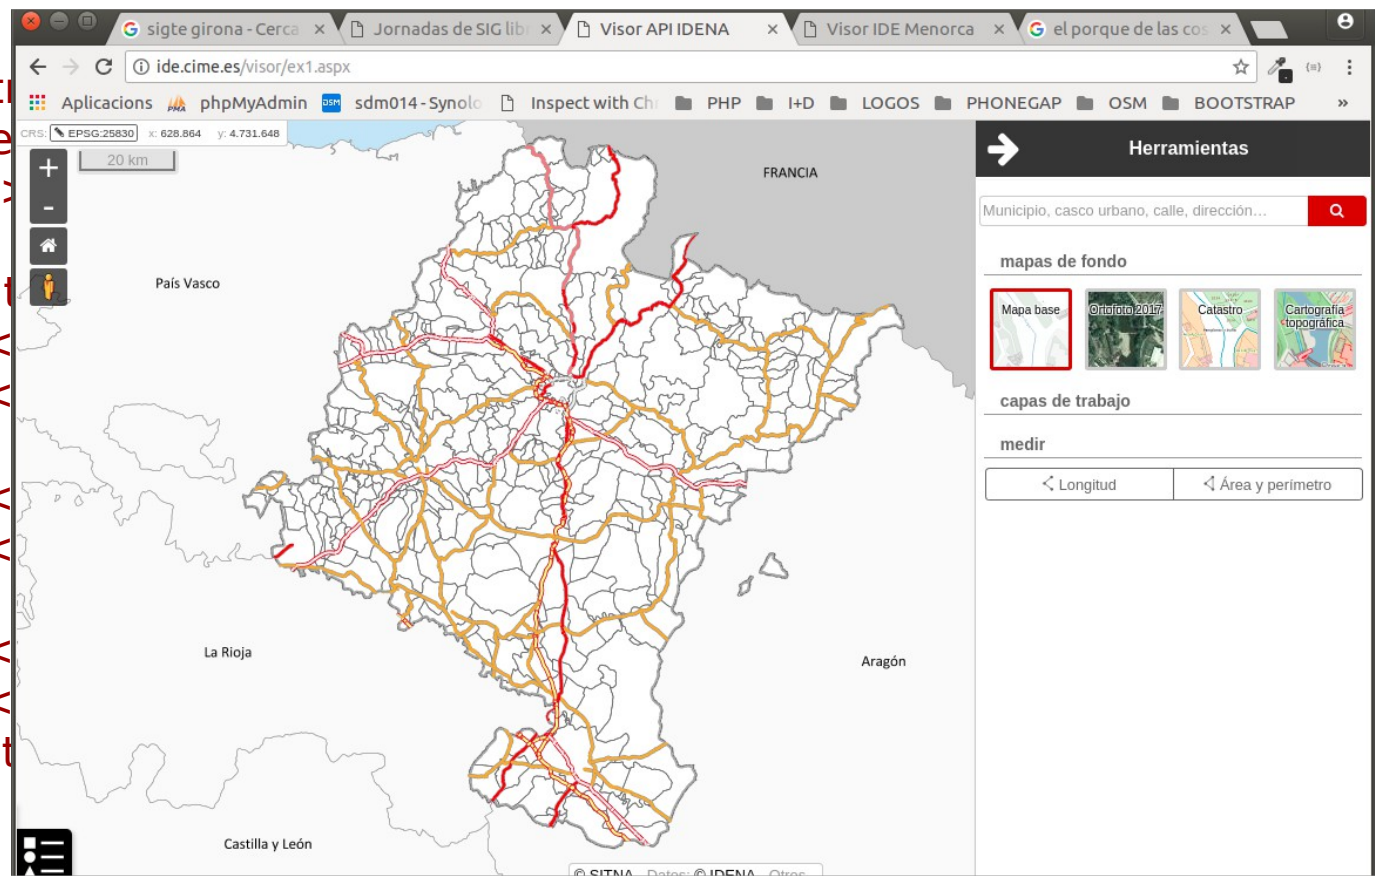 sigte girona - Cerca
Jornadas de SIG lib
Visor API IDENA
Visor IDE Menorca
el porque de las cos
ide.cime.es/visor/ex1.aspx
Aplicacions
PMA
phpMyAdmin
DSM
sdm014 - Synolo
Inspect with Ch
PHP
I+D
LOGOS
PHONEGAP
OSM
BOOTSTRAP
»
CRS: EPSG:25830 x: 628.864 y: 4.731.648
20 km
+
-
FRANCIA
País Vasco
La Rioja
Aragón
Castilla y León
© SITNA Datos: © IDENA Otros
Herramientas
Municipio, casco urbano, calle, dirección…
mapas de fondo
Mapa base
Ortofoto 2017
Catastro
Cartografía
topográfica
capas de trabajo
medir
Longitud
Área y perímetro